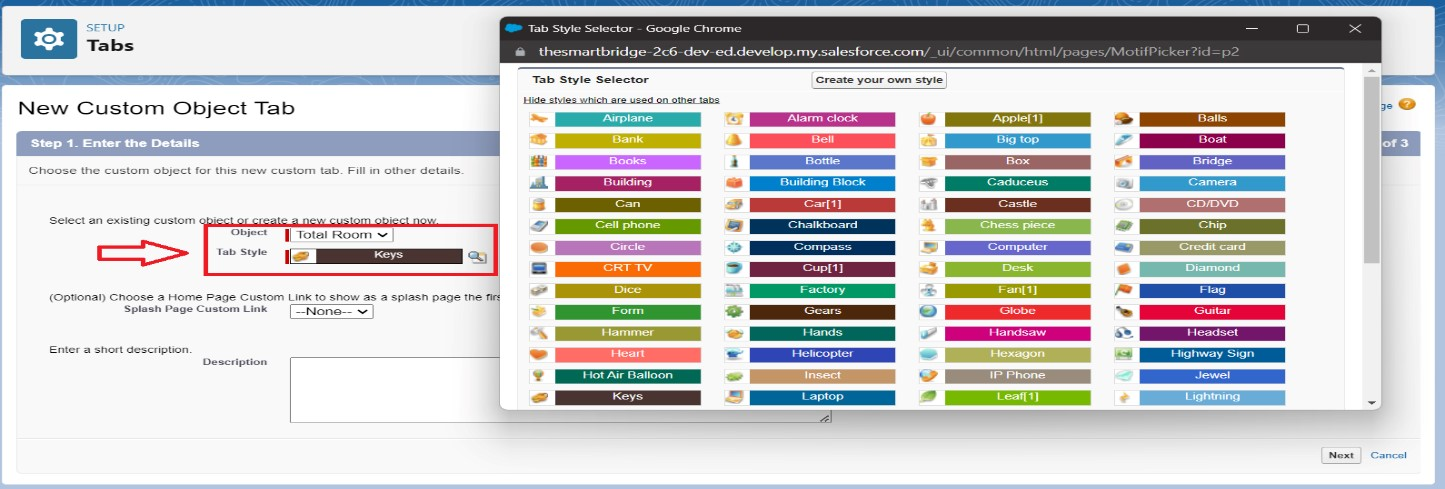 SETUP
Tabs
New Custom Object Tab
ge
Step 1. Enter the Details
of 3
Choose the custom object for this new custom tab. Fill in other details.
Select an existing custom object or create a new custom object now.
Object Total Room
Tab Style Keys
(Optional) Choose a Home Page Custom Link to show as a splash page the firs
Splash Page Custom Link --None--
Enter a short description.
Description
Next Cancel
Tab Style Selector - Google Chrome
thesmartbridge-2c6-dev-ed.develop.my.salesforce.com/_ui/common/html/pages/MotifPicker?id=p2
Tab Style Selector Create your own style
Hide styles which are used on other tabs
Airplane Alarm clock Apple[1] Balls
Bank Bell Big top Boat
Books Bottle Box Bridge
Building Building Block Caduceus Camera
Can Car[1] Castle CD/DVD
Cell phone Chalkboard Chess piece Chip
Circle Compass Computer Credit card
CRT TV Cup[1] Desk Diamond
Dice Factory Fan[1] Flag
Form Gears Globe Guitar
Hammer Hands Handsaw Headset
Heart Helicopter Hexagon Highway Sign
Hot Air Balloon Insect IP Phone Jewel
Keys Laptop Leaf[1] Lightning